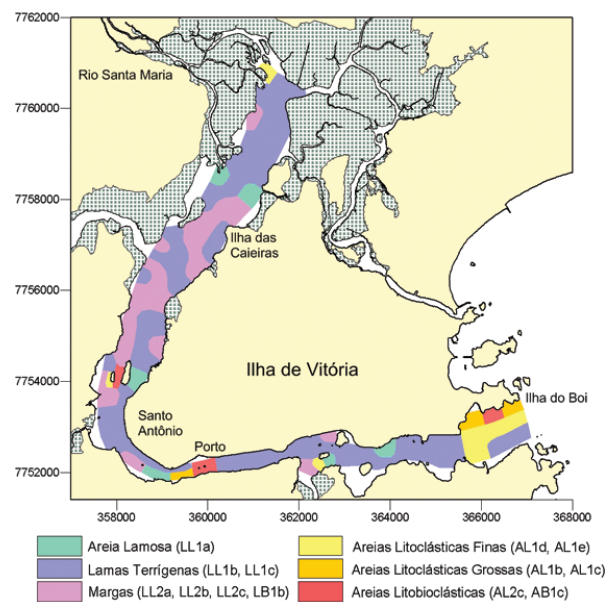 7762000
Rio Santa Maria
7760000
7758000
Ilha das
Caieiras
7756000
Ilha de Vitória
7754000
Ilha do Boi
Santo
Antônio
Porto
7752000
358000 360000 362000 364000 366000 368000
Areia Lamosa (LL1a)
Areias Litoclásticas Finas (AL1d, AL1e)
Lamas Terrígenas (LL1b, LL1c)
Areias Litoclásticas Grossas (AL1b, AL1c)
Margas (LL2a, LL2b, LL2c, LB1b)
Areias Litobioclásticas (AL2c, AB1c)